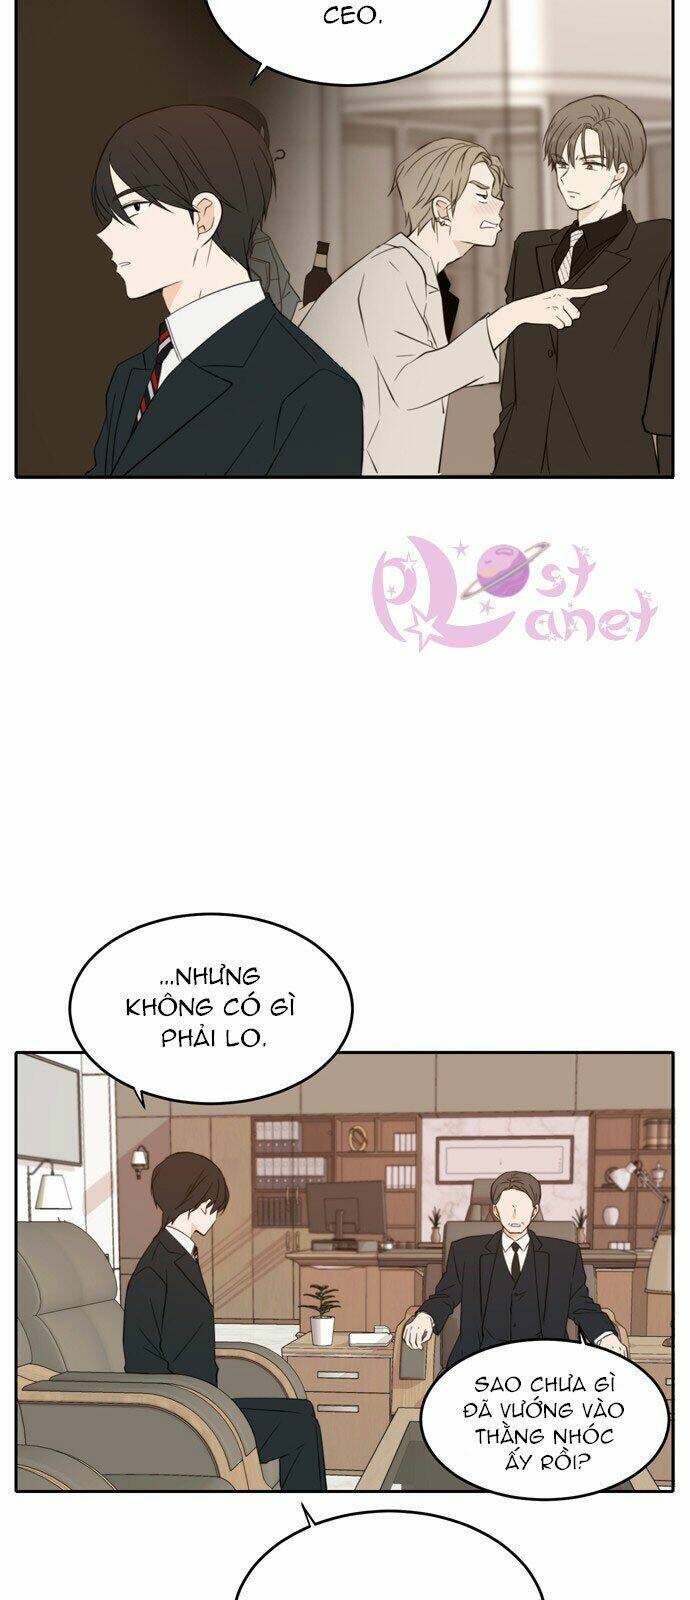 CEO.
Lost
Planet
...NHƯNG
KHÔNG CÓ GÌ
PHẢI LO.
SAO CHƯA GÌ
ĐÃ VƯỚNG VÀO
THẰNG NHÓC
ẤY RỒI?